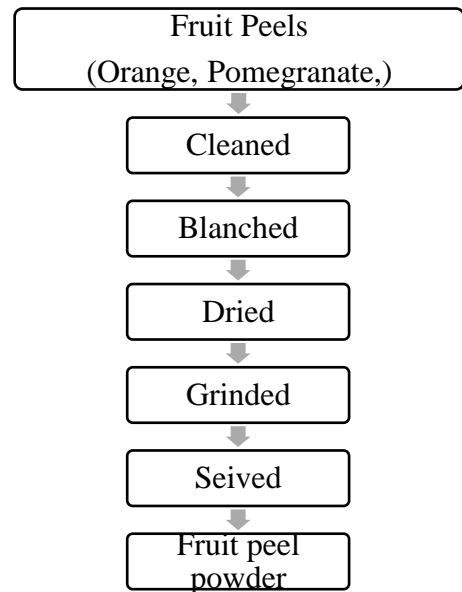 Fruit Peels
(Orange, Pomegranate,)
Cleaned
Blanched
Dried
Grinded
Seived
Fruit peel
powder